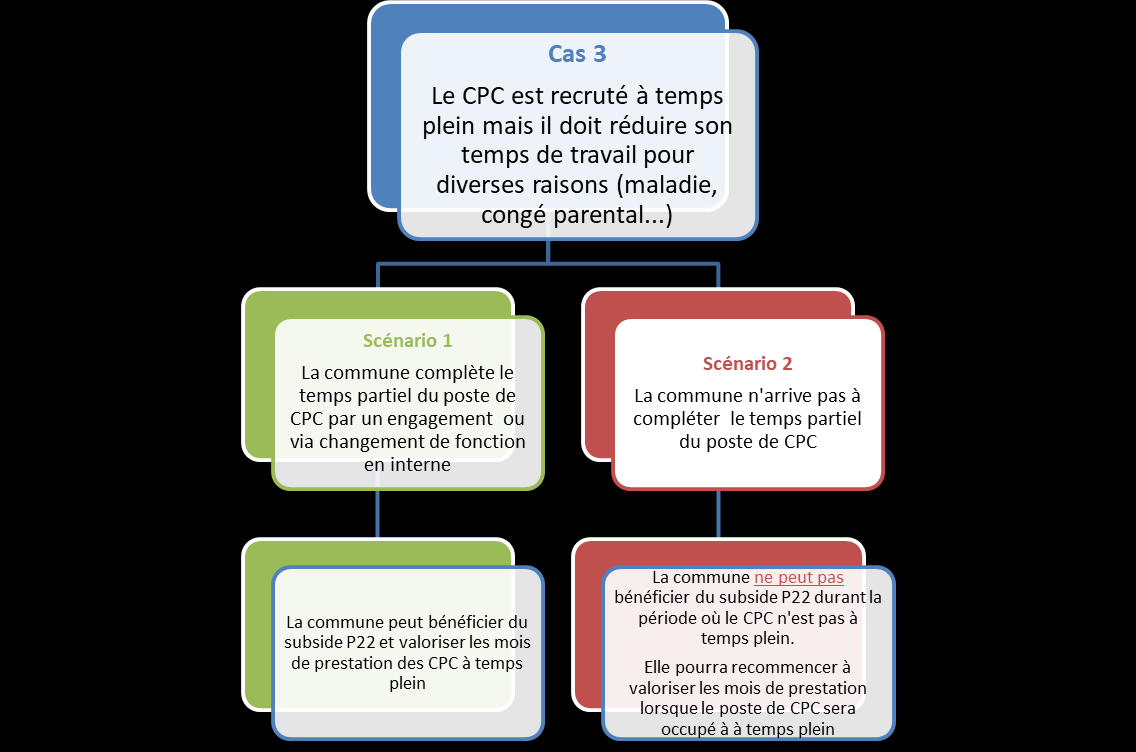 Cas 3
Le CPC est recruté à temps
plein mais il doit réduire son
temps de travail pour
diverses raisons (maladie,
congé parental...)
Scénario 1
La commune complète le
temps partiel du poste de
CPC par un engagement ou
via changement de fonction
en interne
Scénario 2
La commune n'arrive pas à
compléter le temps partiel
du poste de CPC
La commune peut bénéficier du
subside P22 et valoriser les mois
de prestation des CPC à temps
plein
La commune ne peut pas
bénéficier du subside P22 durant la
période où le CPC n'est pas à
temps plein.
Elle pourra recommencer à
valoriser les mois de prestation
lorsque le poste de CPC sera
occupé à à temps plein